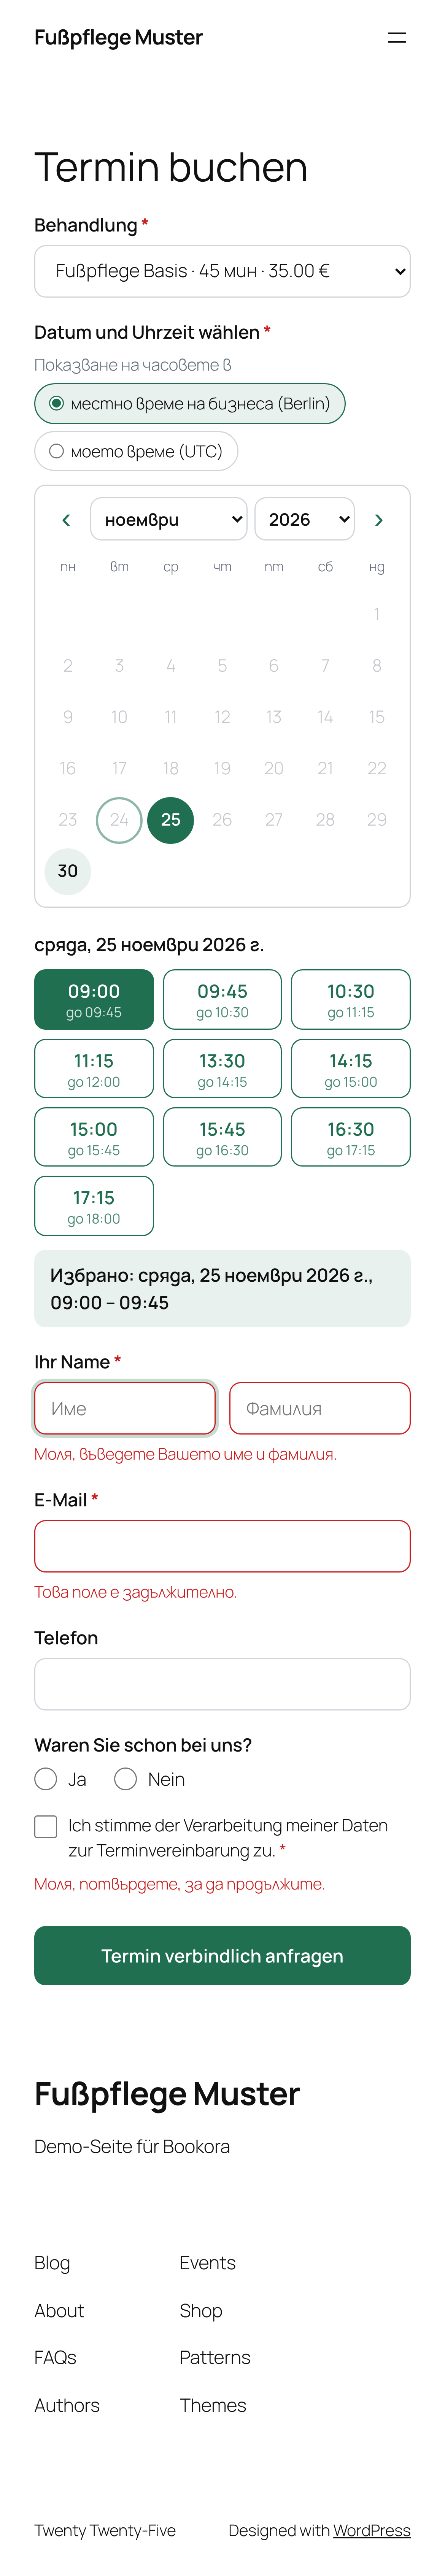 Fußpflege Muster
Termin buchen
Behandlung *
Fußpflege Basis · 45 мин · 35.00 €
Datum und Uhrzeit wählen *
Показване на часовете в
местно време на бизнеса (Berlin)
моето време (UTC)
‹ ноември 2026 ›
пн вт ср чт пт сб нд
1
2 3 4 5 6 7 8
9 10 11 12 13 14 15
16 17 18 19 20 21 22
23 24 25 26 27 28 29
30
сряда, 25 ноември 2026 г.
09:00 09:45 10:30
до 09:45 до 10:30 до 11:15
11:15 13:30 14:15
до 12:00 до 14:15 до 15:00
15:00 15:45 16:30
до 15:45 до 16:30 до 17:15
17:15
до 18:00
Избрано: сряда, 25 ноември 2026 г.,
09:00 – 09:45
Ihr Name *
Име Фамилия
Моля, въведете Вашето име и фамилия.
E-Mail *
Това поле е задължително.
Telefon
Waren Sie schon bei uns?
Ja Nein
Ich stimme der Verarbeitung meiner Daten
zur Terminvereinbarung zu. *
Моля, потвърдете, за да продължите.
Termin verbindlich anfragen
Fußpflege Muster
Demo-Seite für Bookora
Blog Events
About Shop
FAQs Patterns
Authors Themes
Twenty Twenty-Five Designed with WordPress